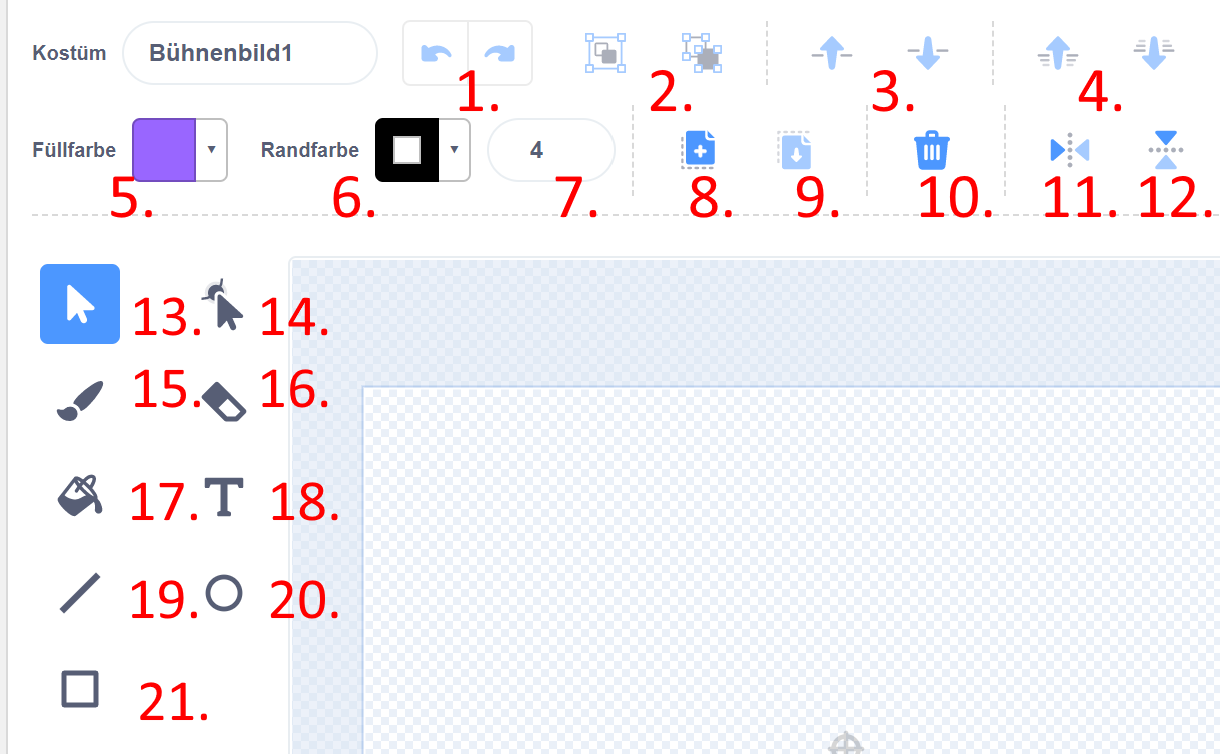 Kostüm Bühnenbild1
1. 2. 3. 4.
Füllfarbe Randfarbe 4
5. 6. 7. 8. 9. 10. 11. 12.
13. 14.
15. 16.
17. T 18.
19. 20.
21.